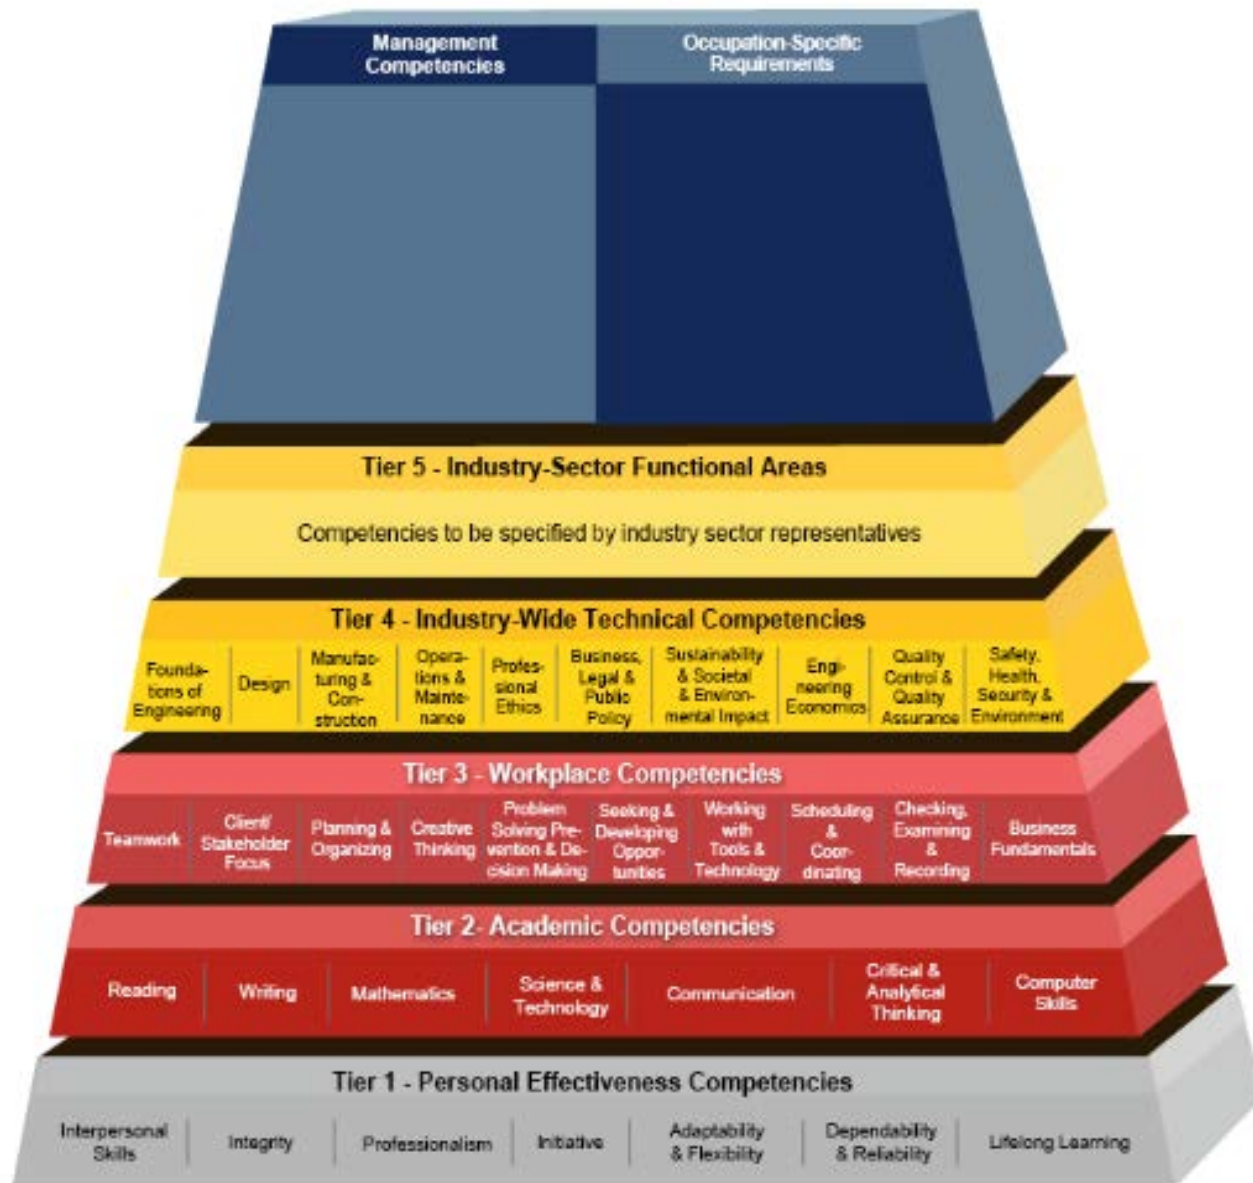 Management
Competencies
Occupation-Specific
Requirements
Tier 5 - Industry-Sector Functional Areas
Competencies to be specified by industry sector representatives
Tier 4 - Industry-Wide Technical Competencies
Founda-
tions of
Engineering
Design
Manufac-
turing &
Con-
struction
Opera-
tions &
Mainte-
nance
Profes-
sional
Ethics
Business,
Legal &
Public
Policy
Sustainability
& Societal
& Environ-
mental Impact
Engi-
neering
Economics
Quality
Control &
Quality
Assurance
Safety,
Health,
Security &
Environment
Tier 3 - Workplace Competencies
Teamwork
Client/
Stakeholder
Focus
Planning &
Organizing
Creative
Thinking
Problem
Solving Pre-
vention & De-
cision Making
Seeking &
Developing
Oppor-
tunities
Working
with
Tools &
Technology
Scheduling
&
Coor-
dinating
Checking,
Examining
&
Recording
Business
Fundamentals
Tier 2- Academic Competencies
Reading
Writing
Mathematics
Science &
Technology
Communication
Critical &
Analytical
Thinking
Computer
Skills
Tier 1 - Personal Effectiveness Competencies
Interpersonal
Skills
Integrity
Professionalism
Initiative
Adaptability
& Flexibility
Dependability
& Reliability
Lifelong Learning